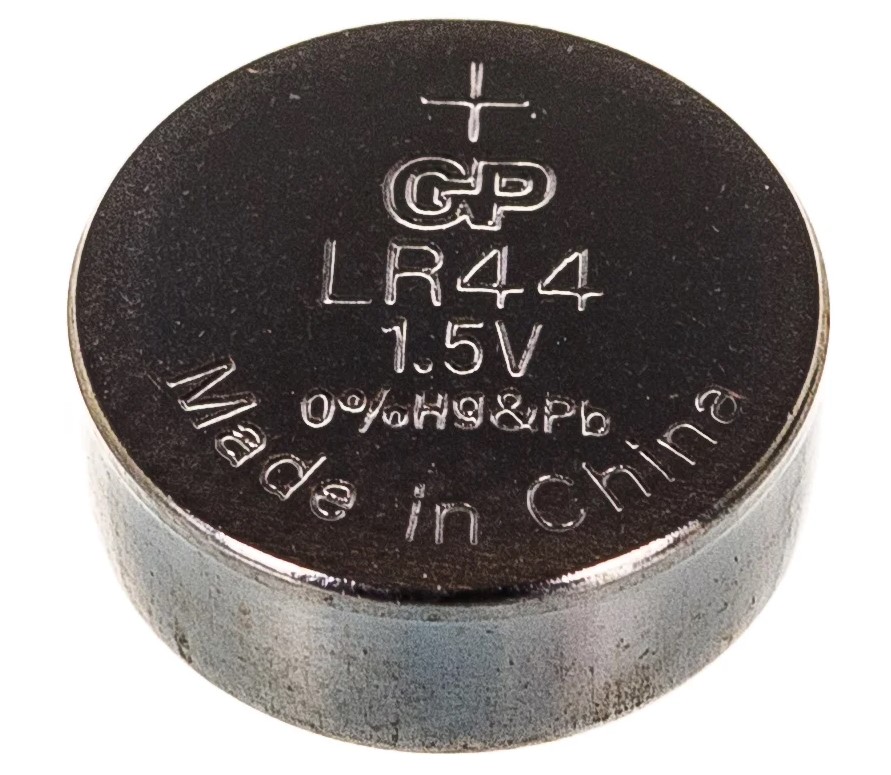 +
GP
LR44
1.5V
0%Hg&Pb
Made in China